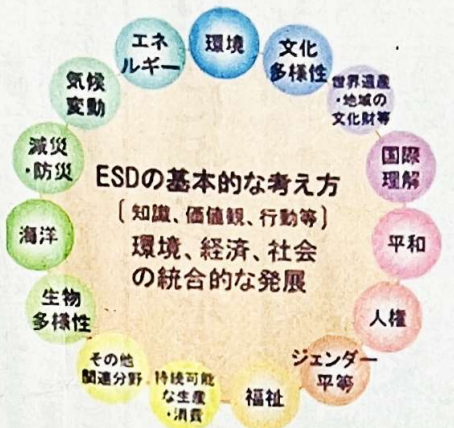 環境
文化
多様性
世界遺産
・地域の
文化財等
国際
理解
平和
人権
ジェンダー
平等
福祉
持続可能
な生産
・消費
その他
関連分野
生物
多様性
海洋
減災
・防災
気候
変動
エネ
ルギー
ESDの基本的な考え方
[知識、価値観、行動等]
環境、経済、社会
の統合的な発展